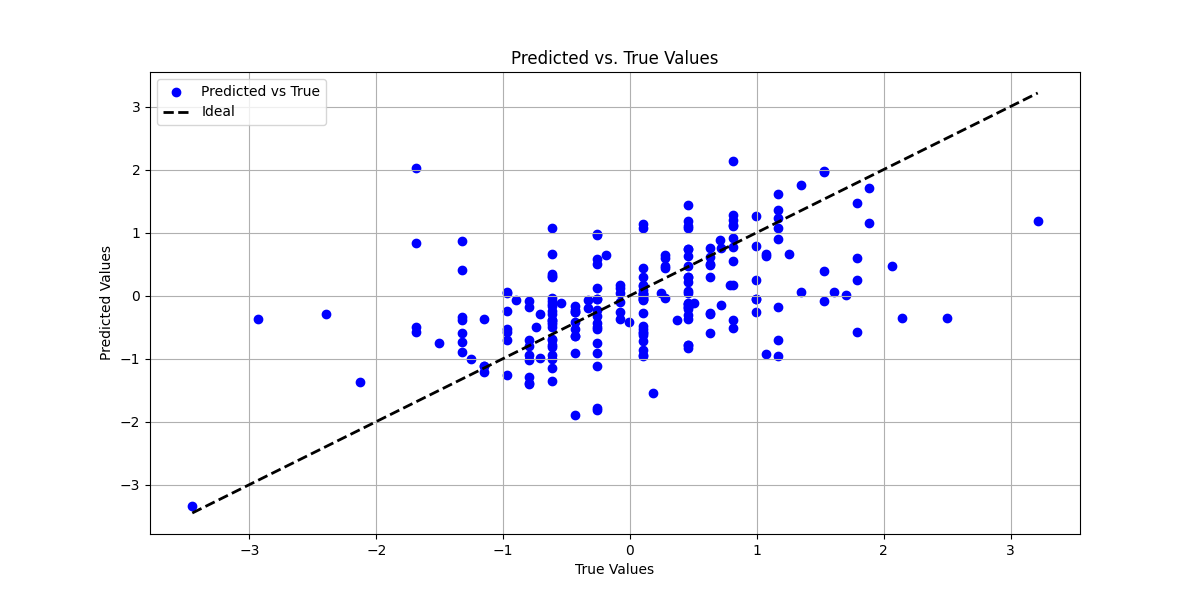 Predicted vs. True Values
Predicted vs True
Ideal
Predicted Values
3
2
1
0
−1
−2
−3
−3
−2
−1
0
1
2
3
True Values